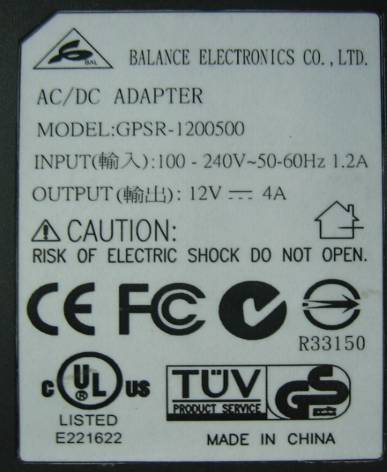 BAL
BALANCE ELECTRONICS CO., LTD.
AC/DC ADAPTER
MODEL:GPSR-1200500
INPUT(輸入):100 - 240V~50-60Hz 1.2A
OUTPUT(輸出): 12V ⎓ 4A
CAUTION:
RISK OF ELECTRIC SHOCK DO NOT OPEN.
CE FC
R33150
c UL ® US
LISTED
E221622
TÜV
PRODUCT SERVICE
GS
MADE IN CHINA